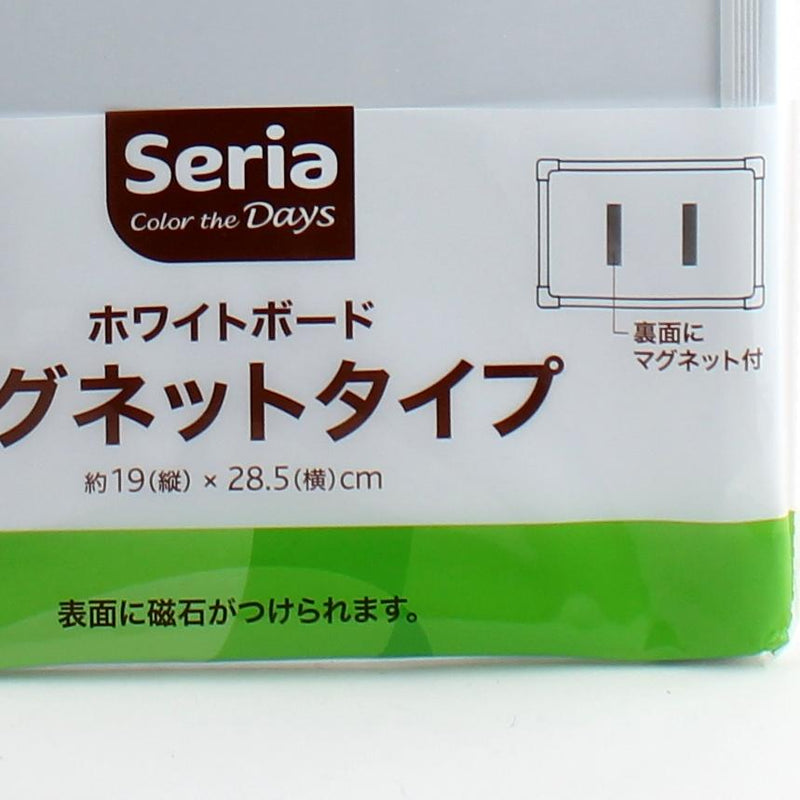 Seria
Color the Days
ホワイトボード
グネットタイプ
約19(縦) × 28.5(横)cm
裏面に
マグネット付
表面に磁石がつけられます。